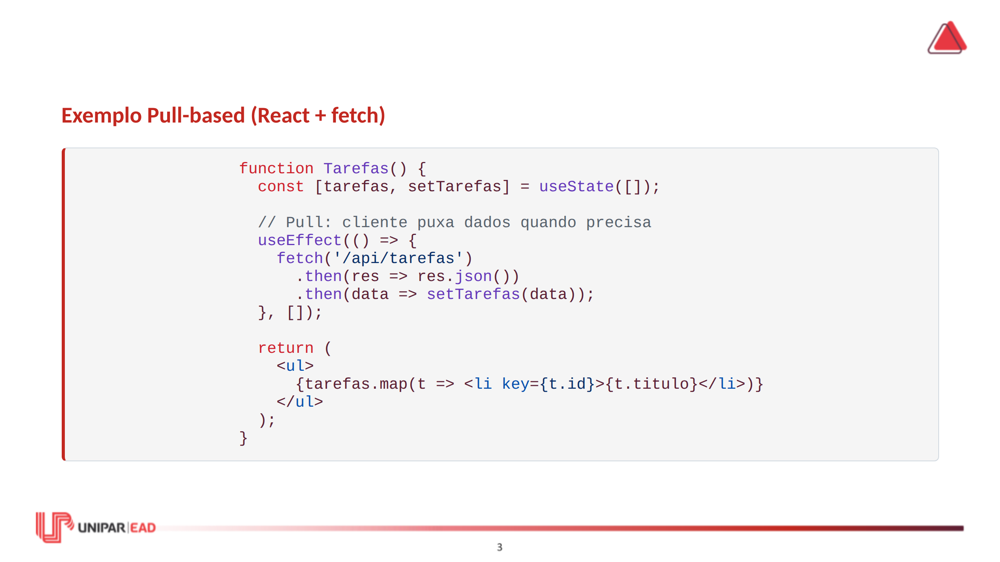 Exemplo Pull-based (React + fetch)
function Tarefas() {
  const [tarefas, setTarefas] = useState([]);

  // Pull: cliente puxa dados quando precisa
  useEffect(() => {
    fetch('/api/tarefas')
      .then(res => res.json())
      .then(data => setTarefas(data));
  }, []);

  return (
    <ul>
      {tarefas.map(t => <li key={t.id}>{t.titulo}</li>)}
    </ul>
  );
}
UNIPAR|EAD
3